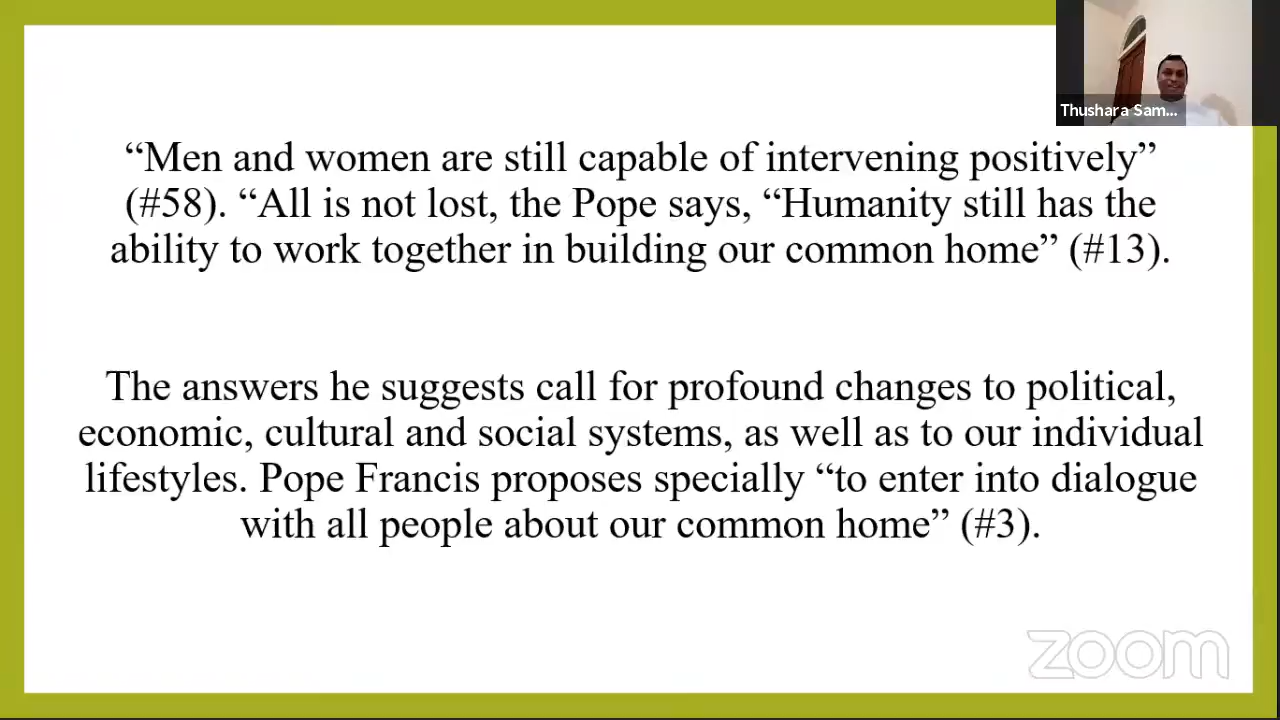 Thushara Sam...
“Men and women are still capable of intervening positively”
(#58). “All is not lost, the Pope says, “Humanity still has the
ability to work together in building our common home” (#13).
The answers he suggests call for profound changes to political,
economic, cultural and social systems, as well as to our individual
lifestyles. Pope Francis proposes specially “to enter into dialogue
with all people about our common home” (#3).
zoom